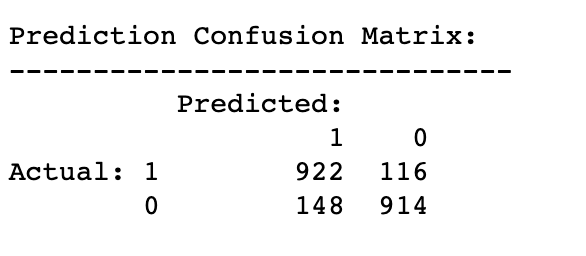 Prediction Confusion Matrix:
------------------------------
Predicted:
1 0
Actual: 1 922 116
0 148 914